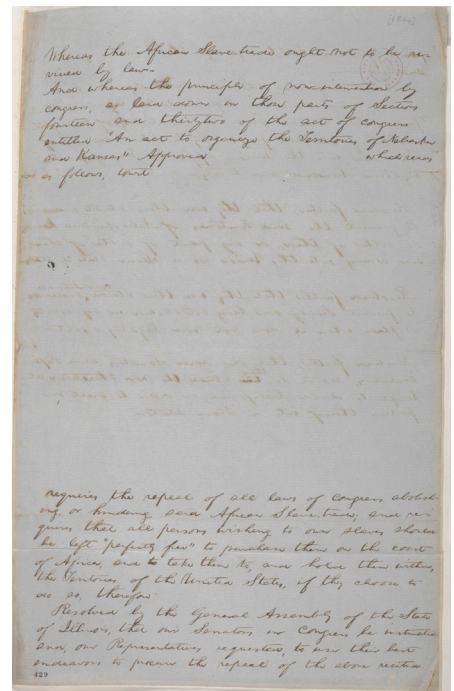 [1854]
Whereas the African Slave trade ought not to be re-
vived by law-
And whereas the principle of non-intervention by
congress, as laid down in those parts of Sections
fourteen and thirtytwo of the act of congress
entitled "An act to organize the Territories of Nebraska
and Kansas" Approved which reads
as follows, towit
requires the repeal of all laws of congress abolish-
ing, or hindering said African Slave trade, and re-
quires that all persons wishing to own slaves should
be left "perfectly free" to purchase them on the coast
of Africa, and to take them to, and hold them within,
the Teritories of the United States, if they choose to
do so, therefore
Resolved by the General Assembly of the State
of Illinois, that our Senators in Congress be instructed
and, our Representatives requested, to use their best
endeavors to procure the repeal of the above recited
429